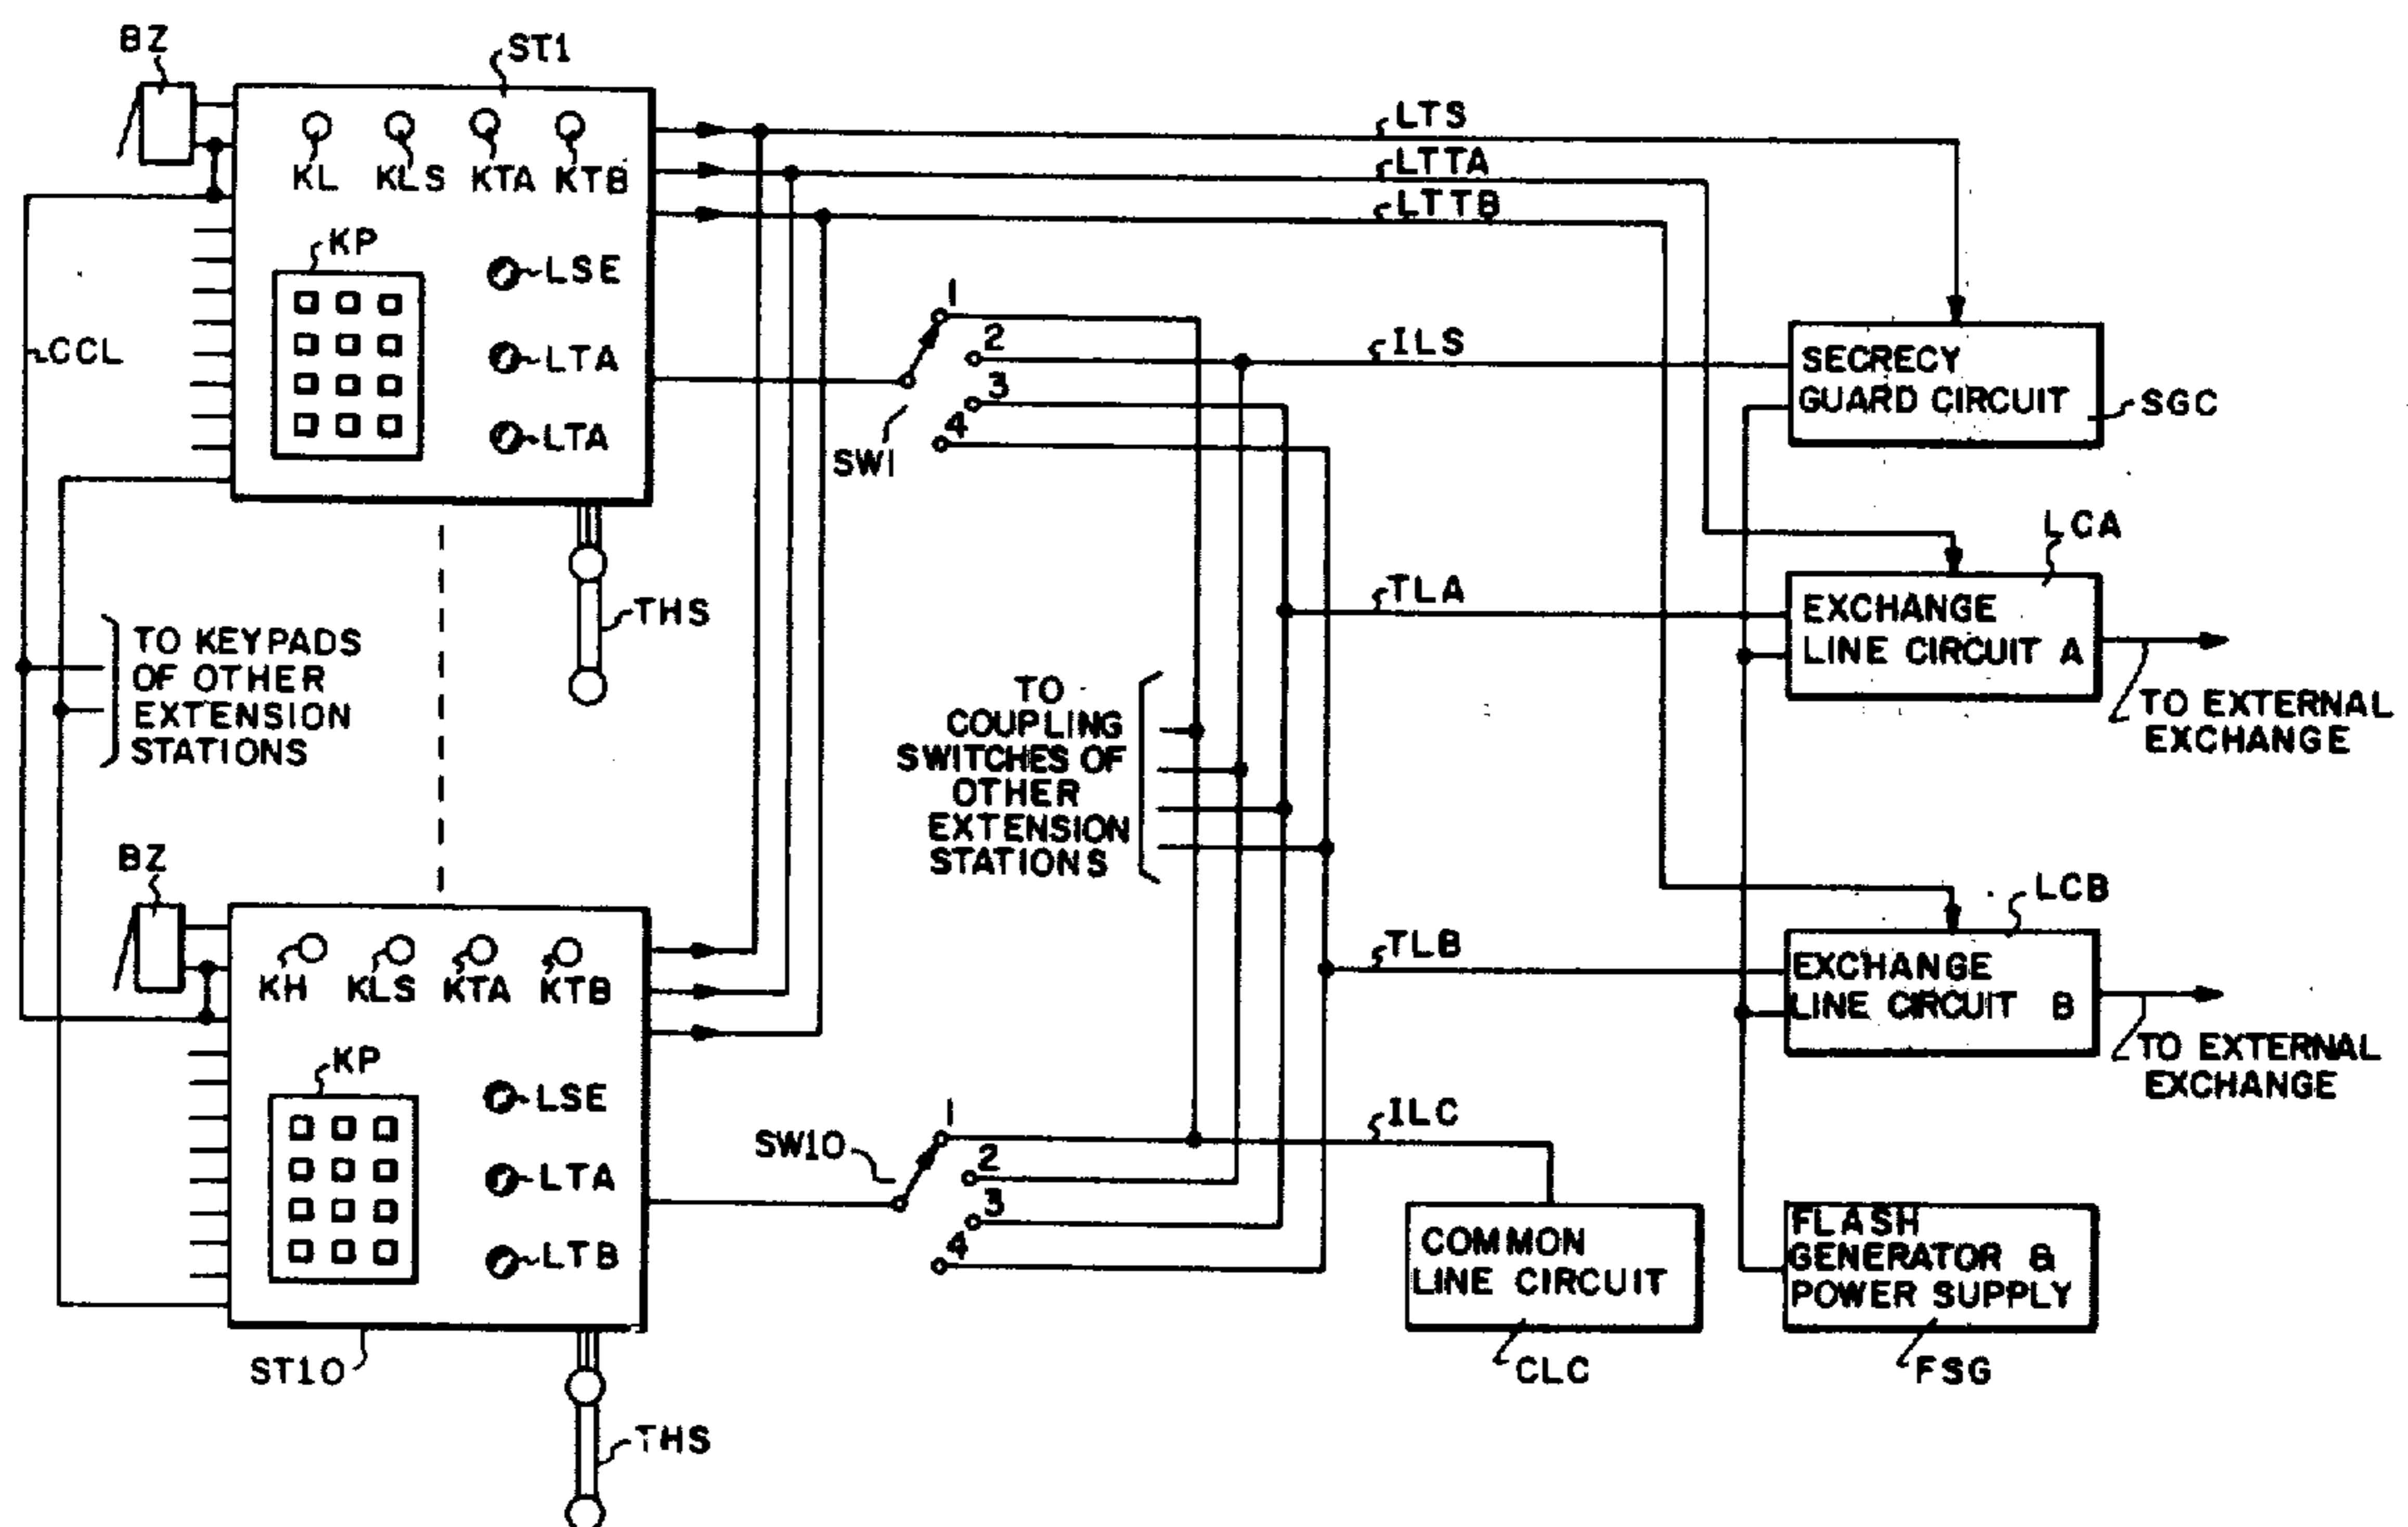 BZ
ST1
KL KLS KTA KTB
KP
LSE
LTA
LTA
CCL
THS
TO KEYPADS
OF OTHER
EXTENSION
STATIONS
BZ
KH KLS KTA KTB
KP
LSE
LTA
LTB
ST10
THS
LTS
LTTA
LTTB
1
2
3
4
SW1
ILS
TLA
TO
COUPLING
SWITCHES OF
OTHER
EXTENSION
STATIONS
TLB
SW10
1
2
3
4
ILC
SECRECY
GUARD CIRCUIT
SGC
LCA
EXCHANGE
LINE CIRCUIT A
TO EXTERNAL
EXCHANGE
LCB
EXCHANGE
LINE CIRCUIT B
TO EXTERNAL
EXCHANGE
COMMON
LINE CIRCUIT
CLC
FLASH
GENERATOR &
POWER SUPPLY
FSG